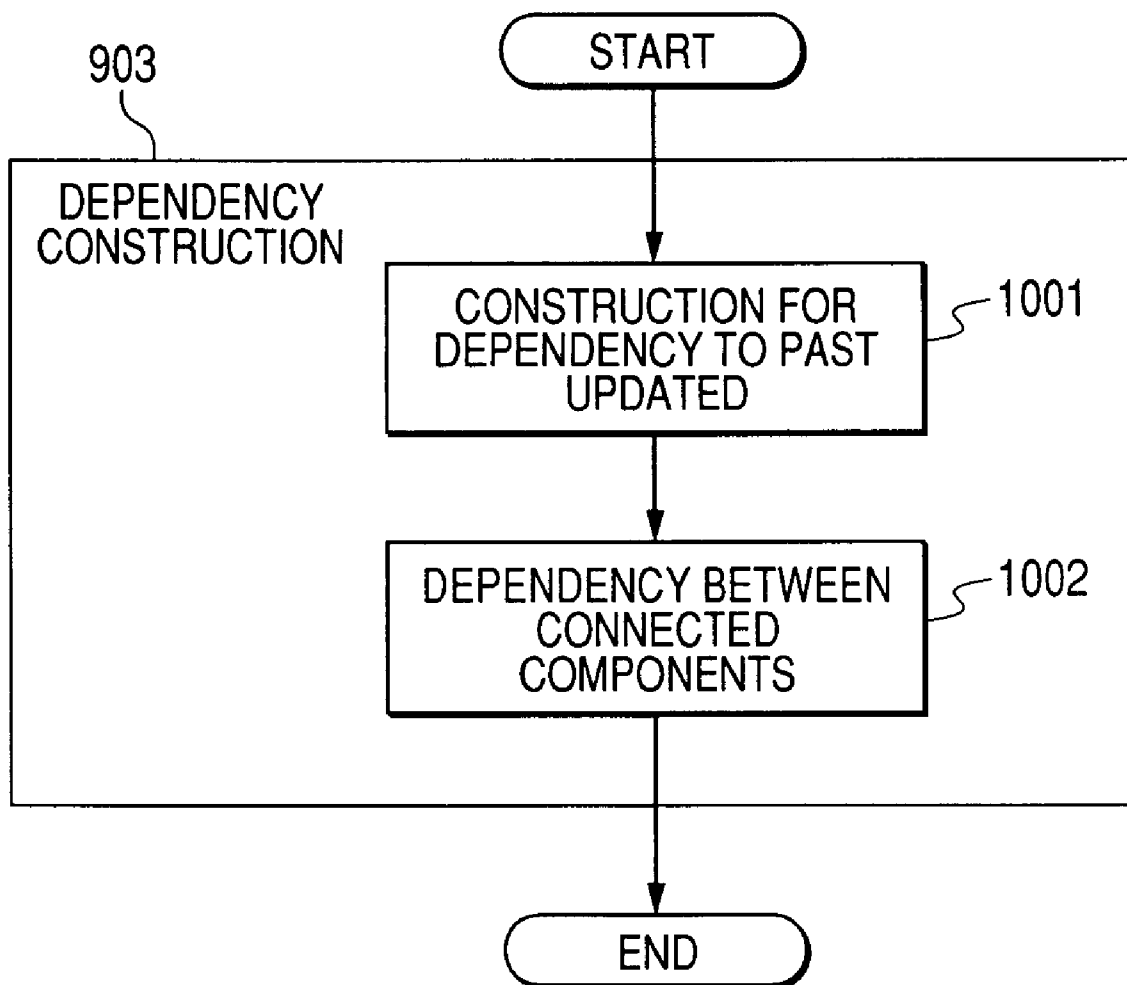 START
903
DEPENDENCY
CONSTRUCTION
CONSTRUCTION FOR
DEPENDENCY TO PAST
UPDATED
1001
DEPENDENCY BETWEEN
CONNECTED
COMPONENTS
1002
END